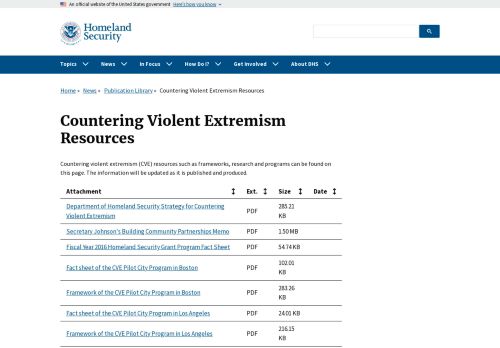 An official website of the United States government Here's how you know
Homeland
Security
Topics News In Focus How Do I? Get Involved About DHS
Home » News » Publication Library » Countering Violent Extremism Resources
Countering Violent Extremism
Resources
Countering violent extremism (CVE) resources such as frameworks, research and programs can be found on
this page. The information will be updated as it is published and produced.
Attachment Ext. Size Date
Department of Homeland Security Strategy for Countering
Violent Extremism PDF 285.21
KB
Secretary Johnson's Building Community Partnerships Memo PDF 1.50 MB
Fiscal Year 2016 Homeland Security Grant Program Fact Sheet PDF 54.74 KB
Fact sheet of the CVE Pilot City Program in Boston PDF 102.01
KB
Framework of the CVE Pilot City Program in Boston PDF 283.26
KB
Fact sheet of the CVE Pilot City Program in Los Angeles PDF 24.01 KB
Framework of the CVE Pilot City Program in Los Angeles PDF 216.15
KB